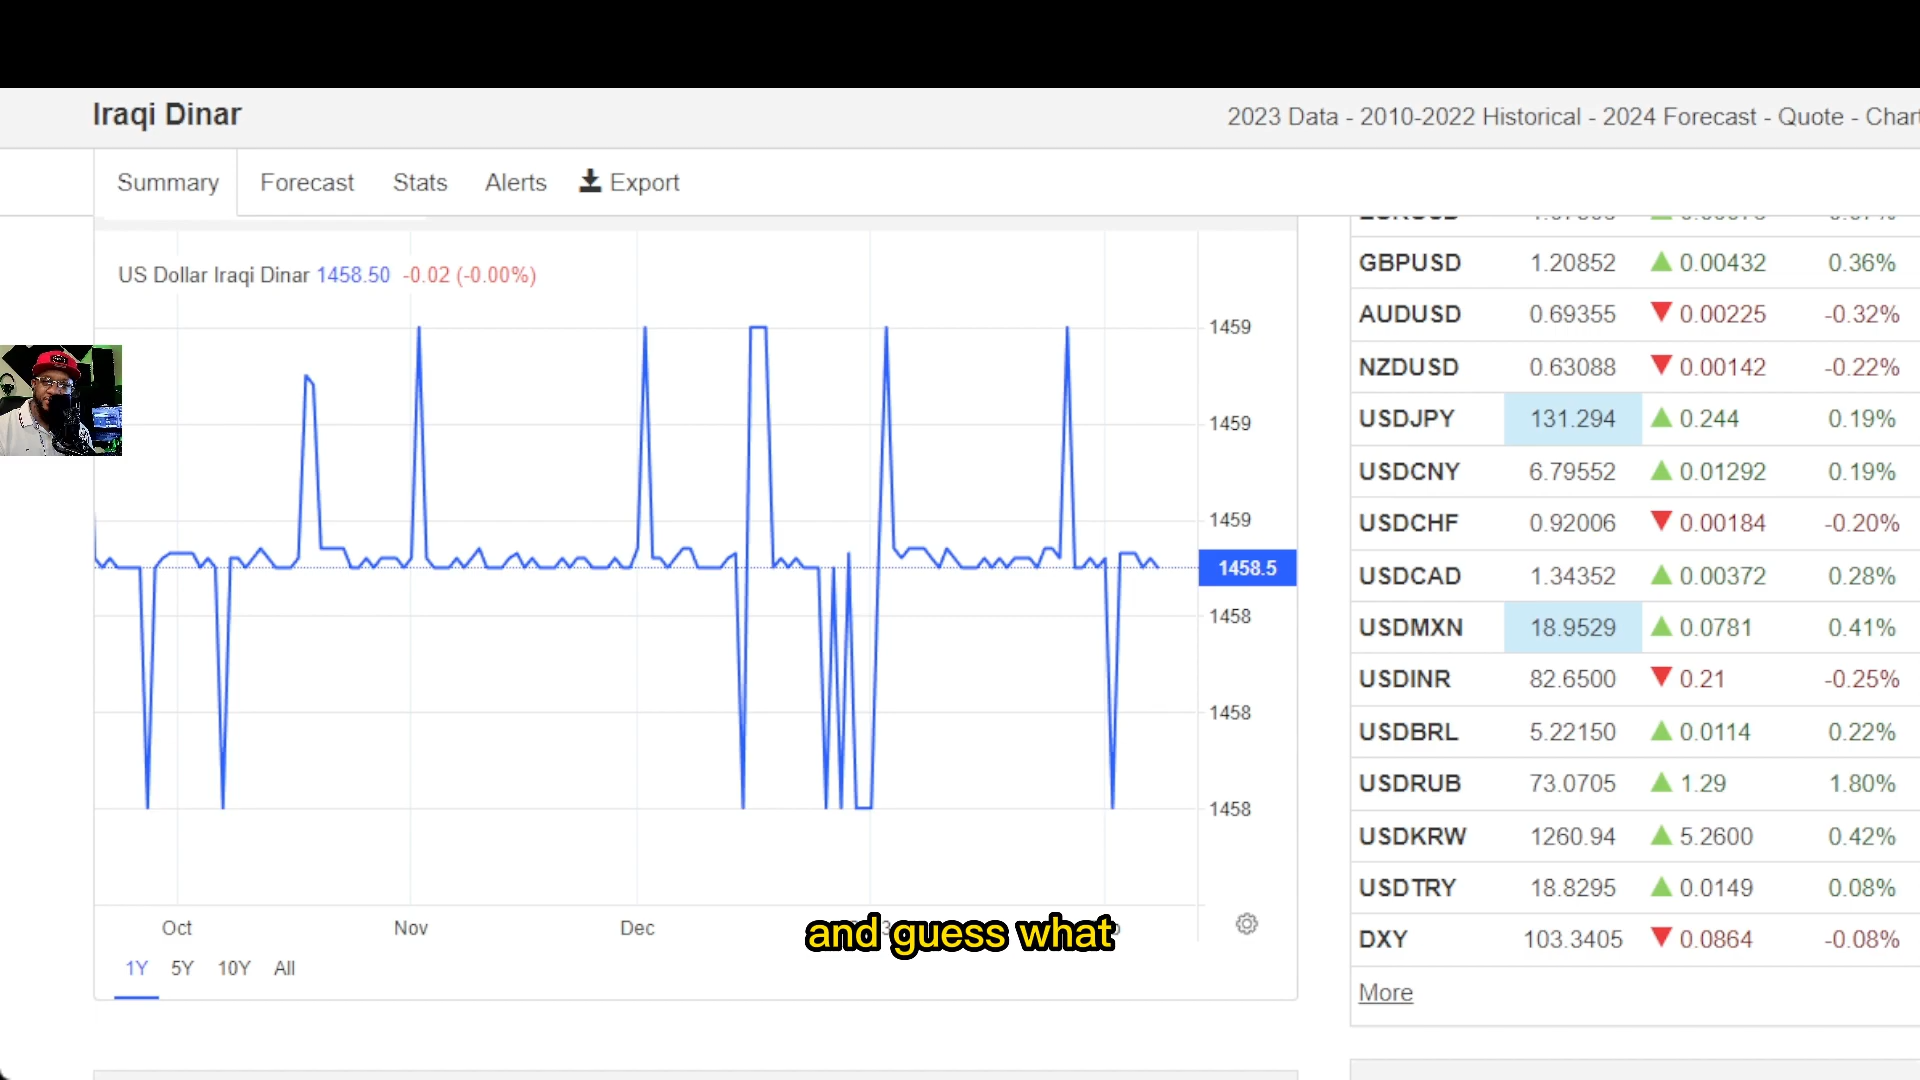 Iraqi Dinar
2023 Data - 2010-2022 Historical - 2024 Forecast - Quote - Chart
Summary Forecast Stats Alerts Export
US Dollar Iraqi Dinar 1458.50 -0.02 (-0.00%)
1459
1459
1459
1458.5
1458
1458
1458
Oct Nov Dec
and guess what
1Y 5Y 10Y All
GBPUSD 1.20852 0.00432 0.36%
AUDUSD 0.69355 0.00225 -0.32%
NZDUSD 0.63088 0.00142 -0.22%
USDJPY 131.294 0.244 0.19%
USDCNY 6.79552 0.01292 0.19%
USDCHF 0.92006 0.00184 -0.20%
USDCAD 1.34352 0.00372 0.28%
USDMXN 18.9529 0.0781 0.41%
USDINR 82.6500 0.21 -0.25%
USDBRL 5.22150 0.0114 0.22%
USDRUB 73.0705 1.29 1.80%
USDKRW 1260.94 5.2600 0.42%
USDTRY 18.8295 0.0149 0.08%
DXY 103.3405 0.0864 -0.08%
More